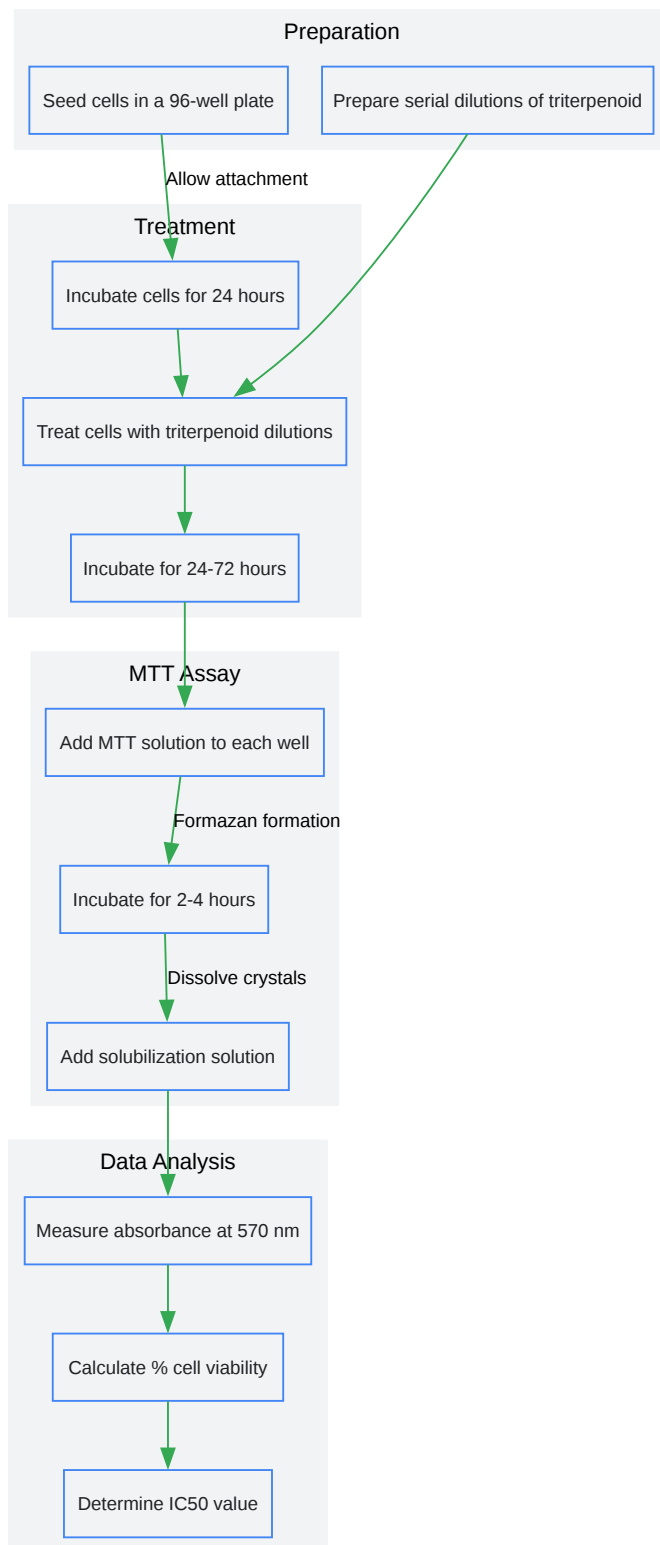 Preparation
Seed cells in a 96-well plate
Prepare serial dilutions of triterpenoid
Allow attachment
Treatment
Incubate cells for 24 hours
Treat cells with triterpenoid dilutions
Incubate for 24-72 hours
MTT Assay
Add MTT solution to each well
Formazan formation
Incubate for 2-4 hours
Dissolve crystals
Add solubilization solution
Data Analysis
Measure absorbance at 570 nm
Calculate % cell viability
Determine IC50 value